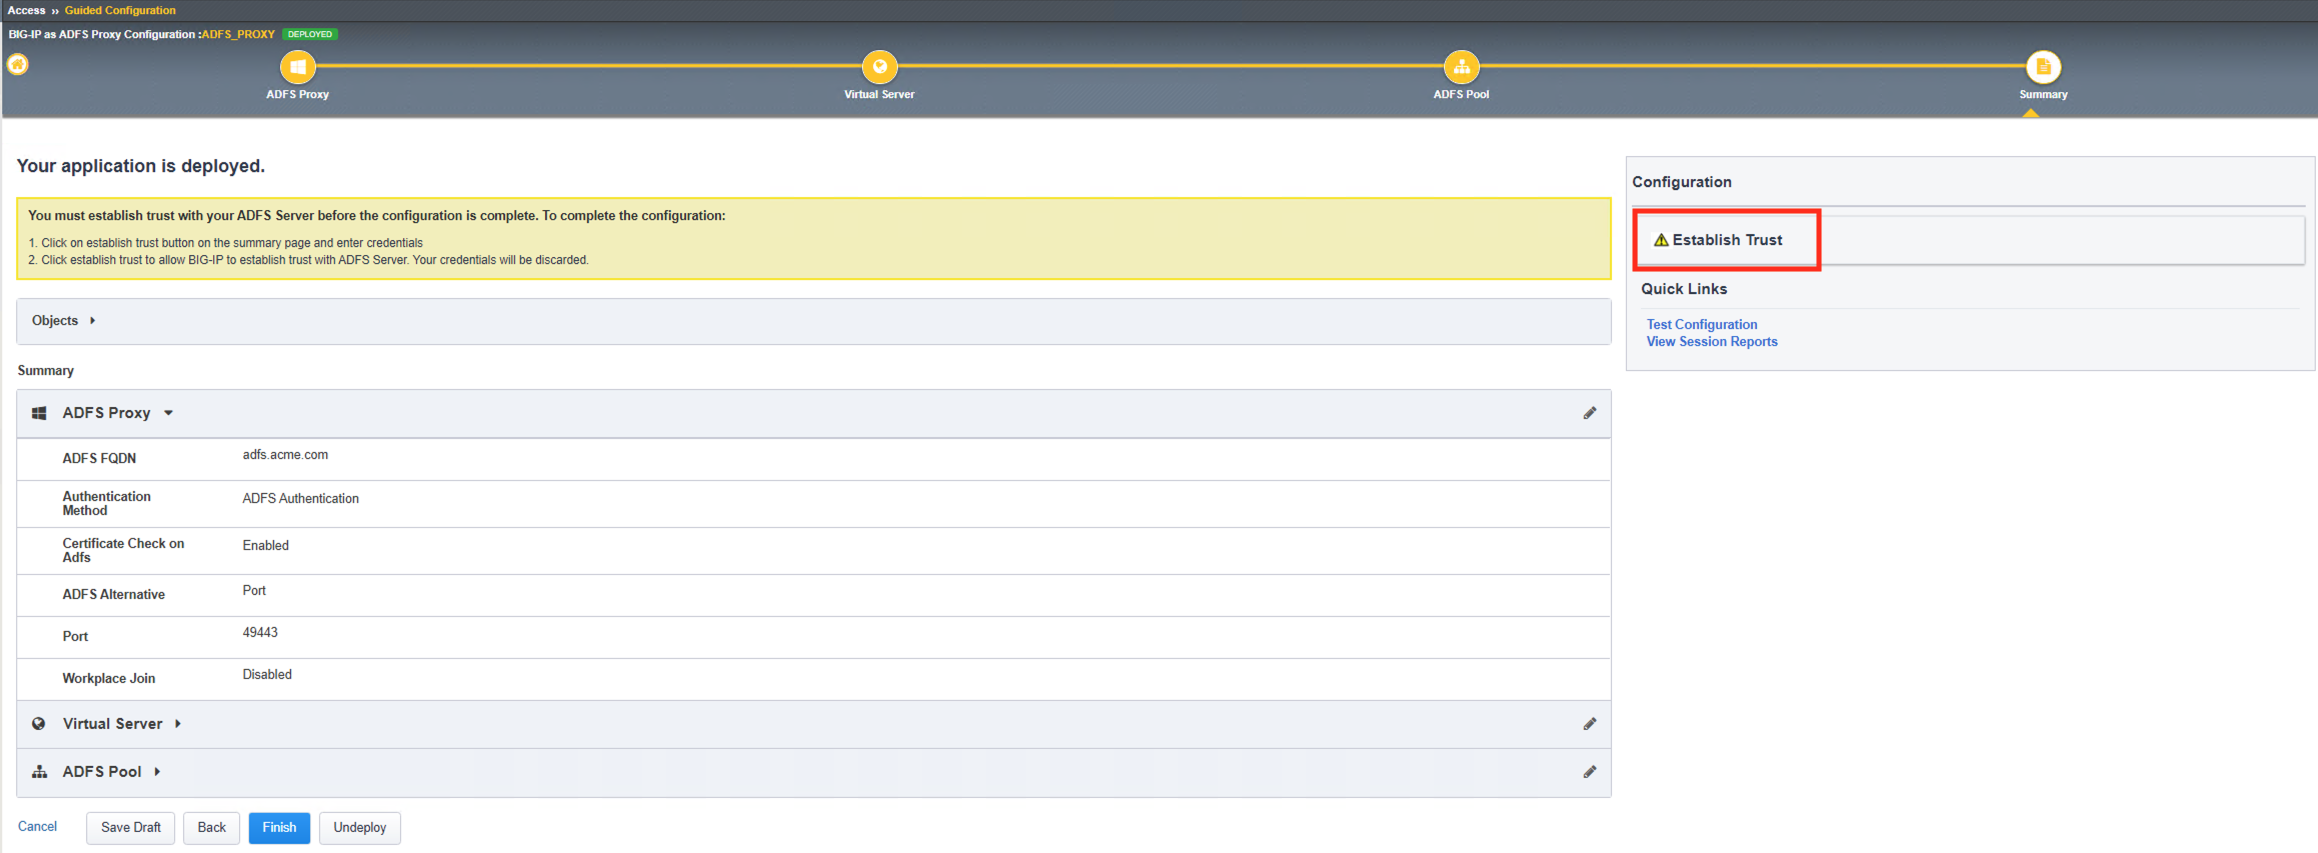 Access ›› Guided Configuration
BIG-IP as ADFS Proxy Configuration :ADFS_PROXY DEPLOYED
ADFS Proxy
Virtual Server
ADFS Pool
Summary
Your application is deployed.
You must establish trust with your ADFS Server before the configuration is complete. To complete the configuration:
1. Click on establish trust button on the summary page and enter credentials
2. Click establish trust to allow BIG-IP to establish trust with ADFS Server. Your credentials will be discarded.
Objects
Summary
ADFS Proxy
ADFS FQDN adfs.acme.com
Authentication
Method
ADFS Authentication
Certificate Check on
Adfs
Enabled
ADFS Alternative Port
Port 49443
Workplace Join Disabled
Virtual Server
ADFS Pool
Cancel Save Draft Back Finish Undeploy
Configuration
Establish Trust
Quick Links
Test Configuration
View Session Reports